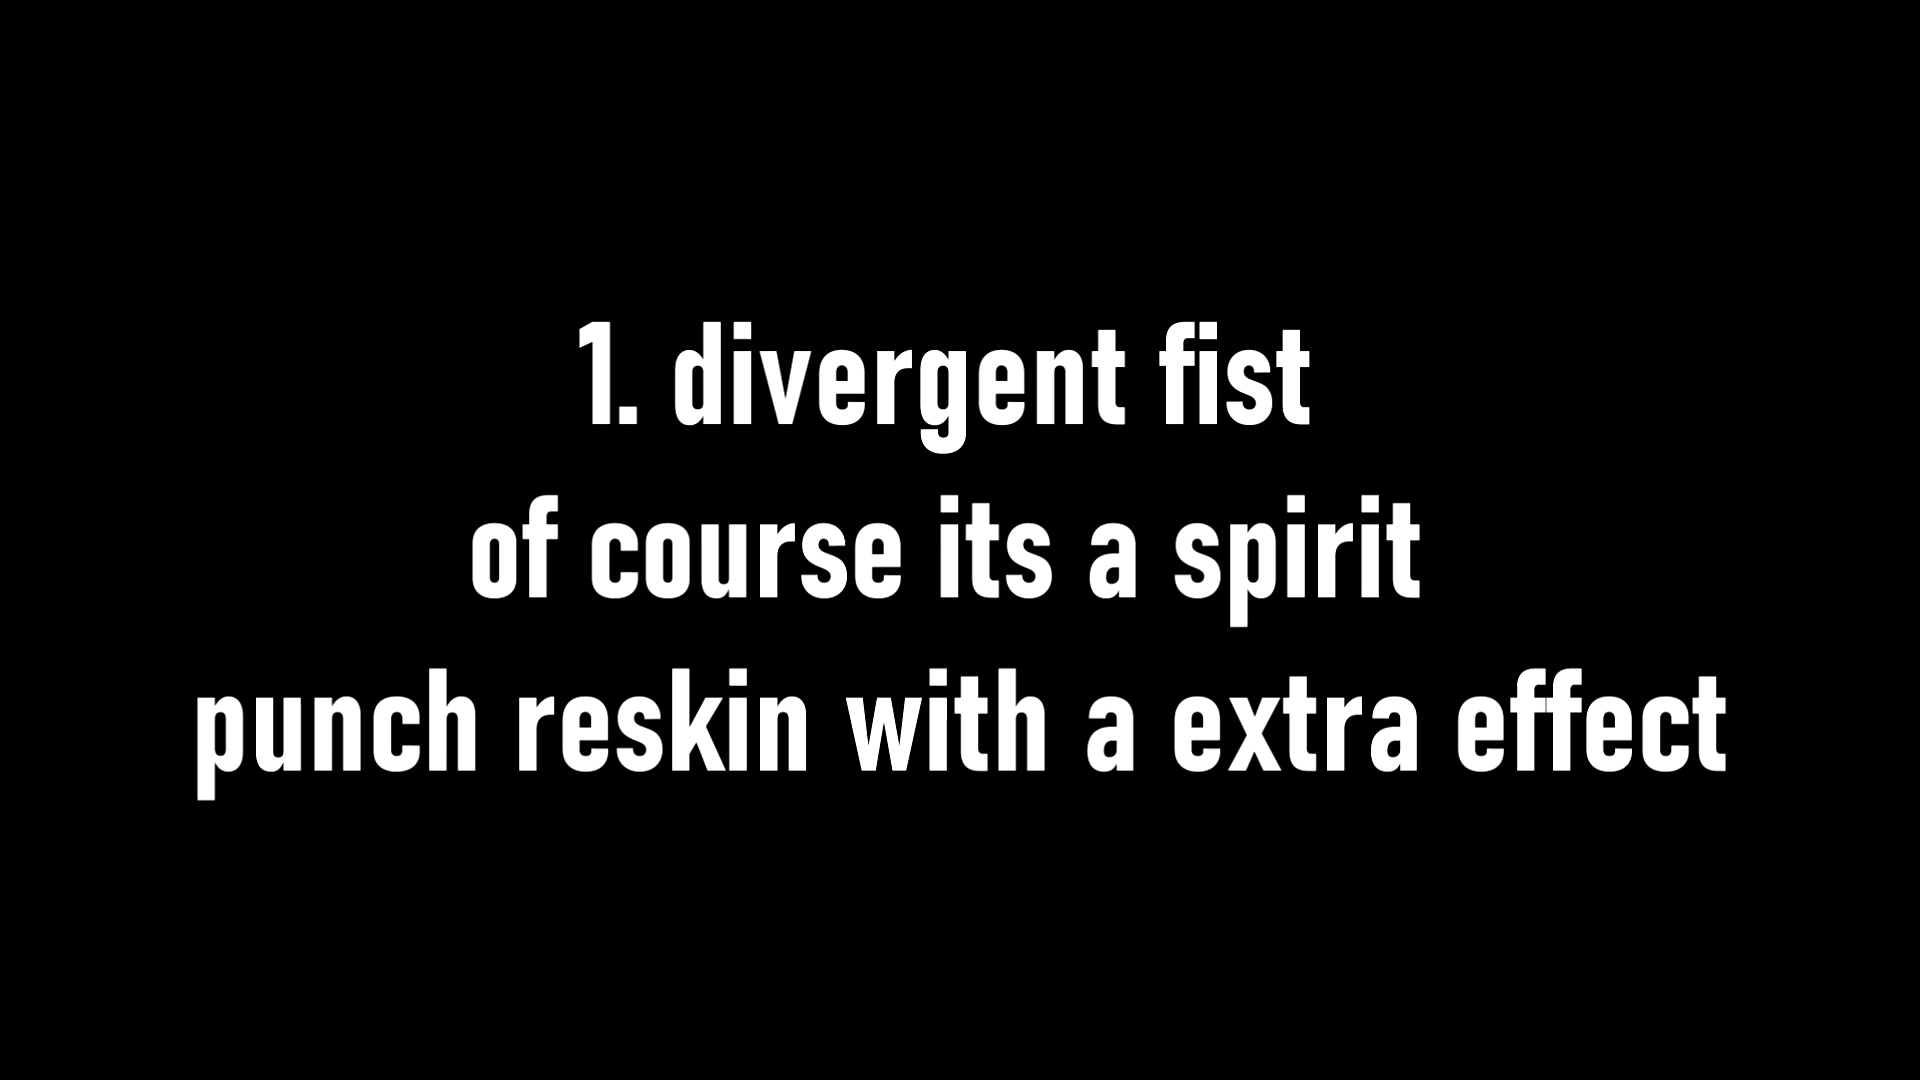 1. divergent fist
of course its a spirit
punch reskin with a extra effect